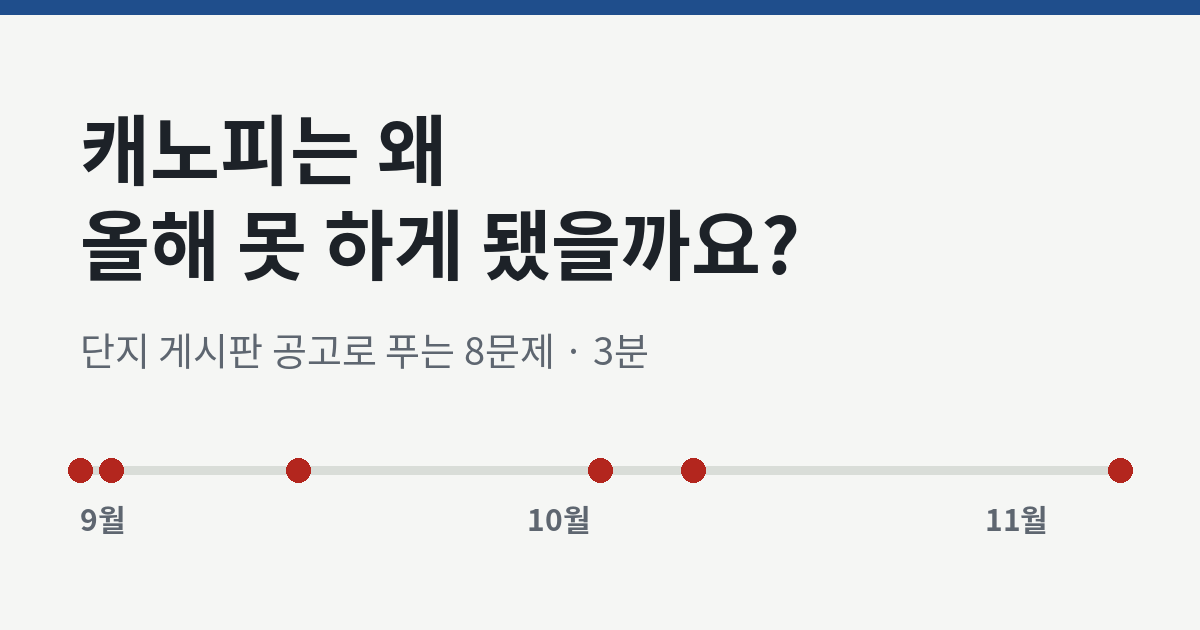 캐노피는 왜
올해 못 하게 됐을까요?
단지 게시판 공고로 푸는 8문제 · 3분
9월
10월
11월